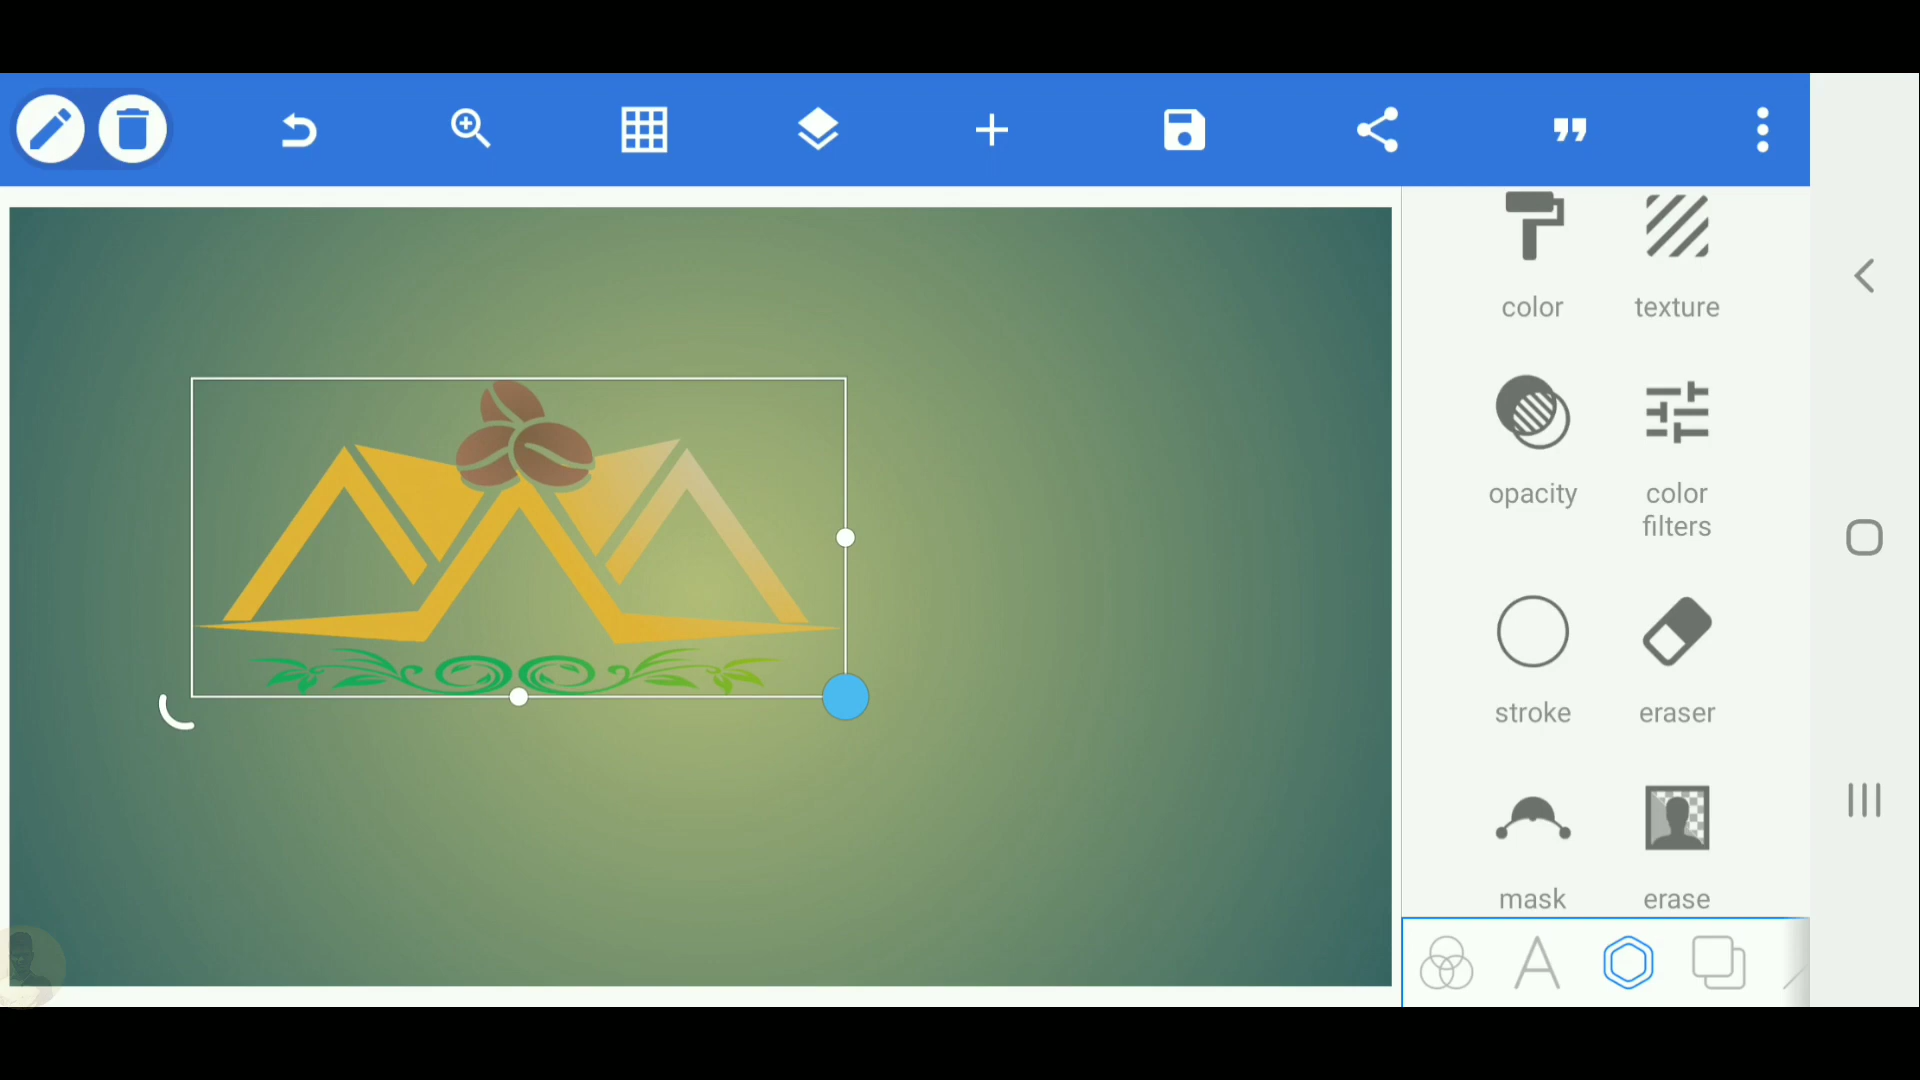 color texture
opacity color
filters
stroke eraser
mask erase